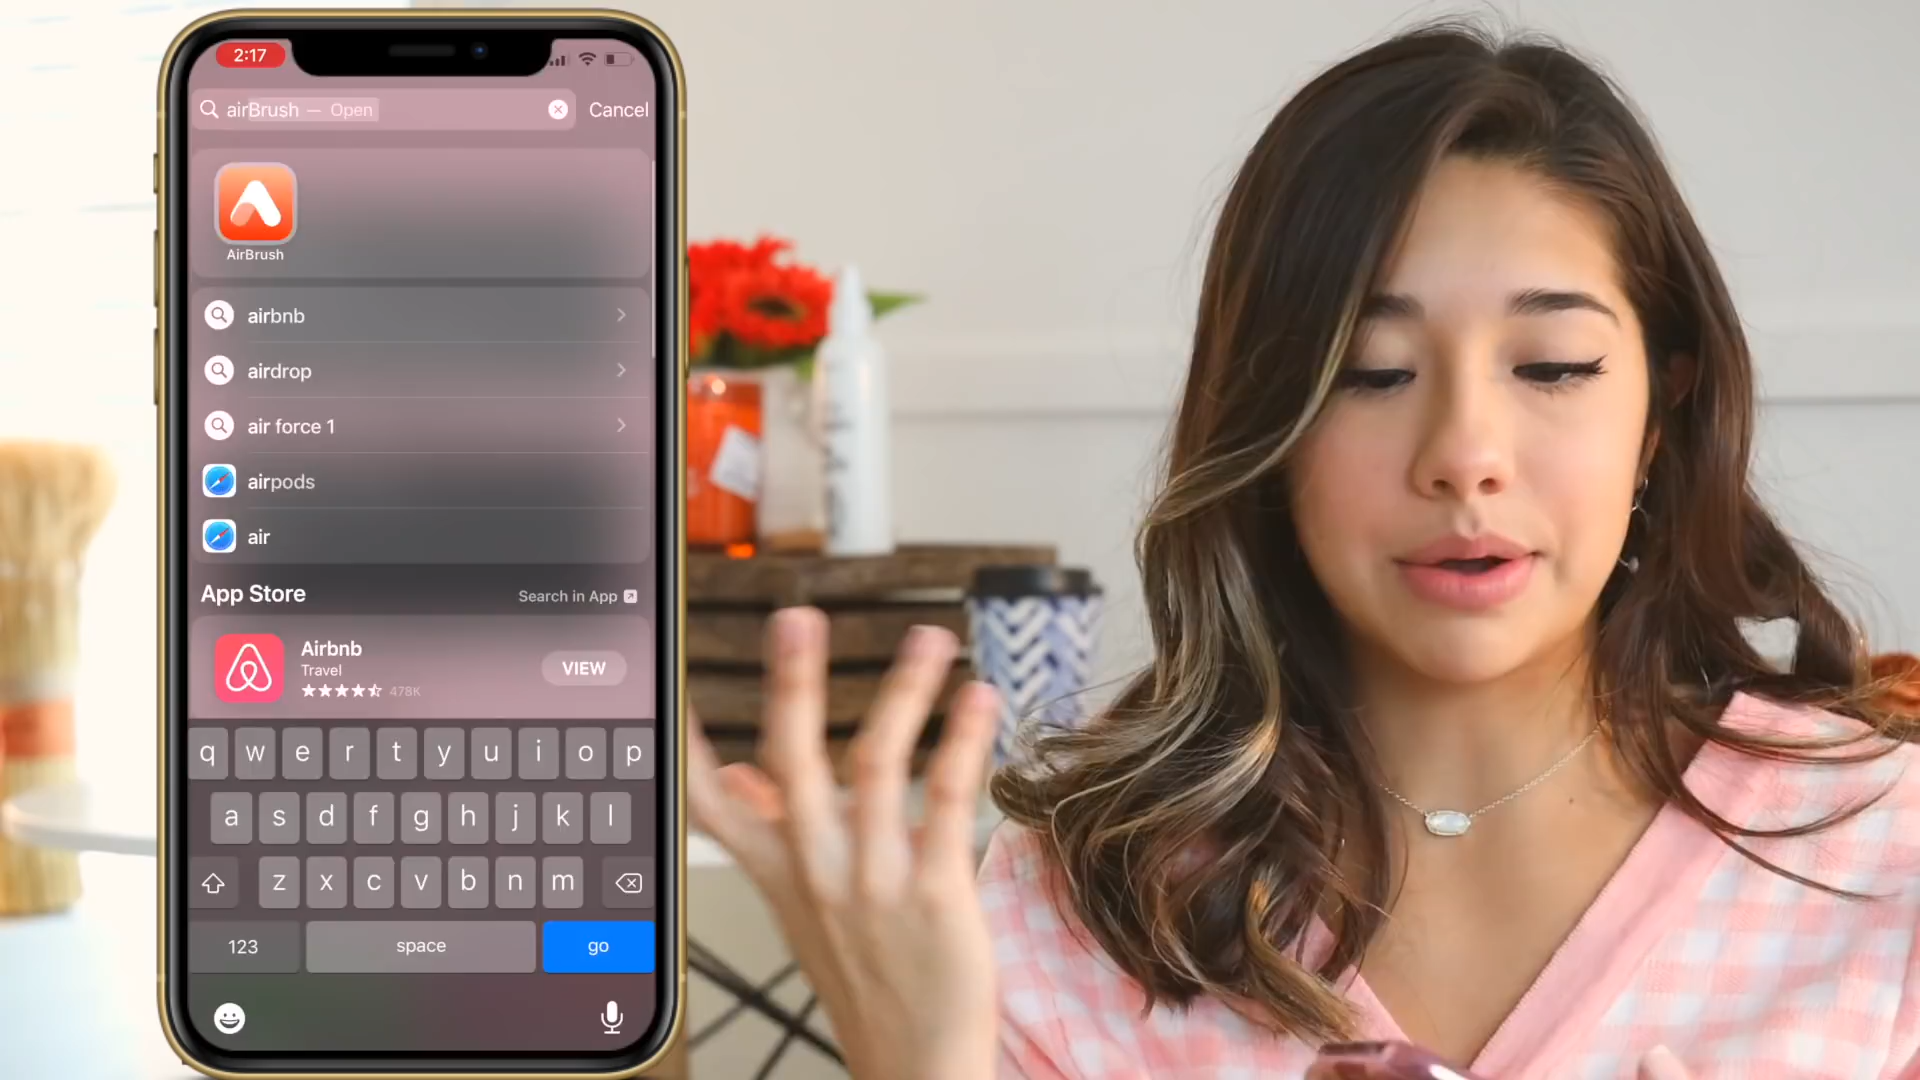 2:17
airBrush — Open
Cancel
AirBrush
airbnb
airdrop
air force 1
airpods
air
App Store
Search in App
Airbnb
Travel
VIEW
478K
q w e r t y u i o p
a s d f g h j k l
z x c v b n m
123
space
go